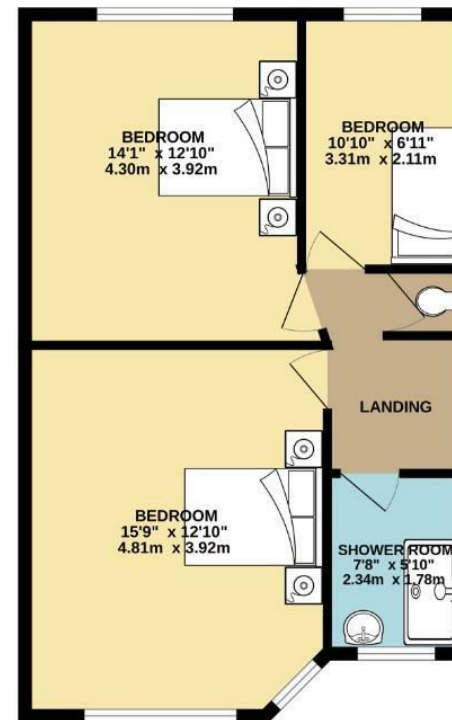 BEDROOM
14'1" x 12'10"
4.30m x 3.92m
BEDROOM
10'10" x 6'11"
3.31m x 2.11m
LANDING
BEDROOM
15'9" x 12'10"
4.81m x 3.92m
SHOWER ROOM
7'8" x 5'10"
2.34m x 1.78m